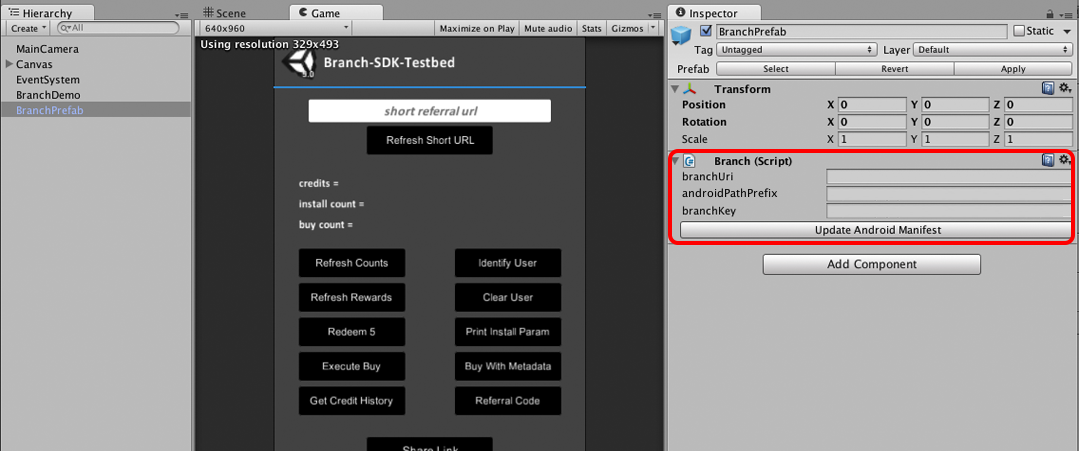 Hierarchy
Create
All
MainCamera
Canvas
EventSystem
BranchDemo
BranchPrefab
Scene
Game
640x960
Maximize on Play
Mute audio
Stats
Gizmos
Using resolution 329x493
5.0
Branch-SDK-Testbed
short referral url
Refresh Short URL
credits =
install count =
buy count =
Refresh Counts
Identify User
Refresh Rewards
Clear User
Redeem 5
Print Install Param
Execute Buy
Buy With Metadata
Get Credit History
Referral Code
Share Link
Inspector
BranchPrefab
Static
Tag Untagged Layer Default
Prefab Select Revert Apply
Transform
Position X 0 Y 0 Z 0
Rotation X 0 Y 0 Z 0
Scale X 1 Y 1 Z 1
Branch (Script)
branchUri
androidPathPrefix
branchKey
Update Android Manifest
Add Component